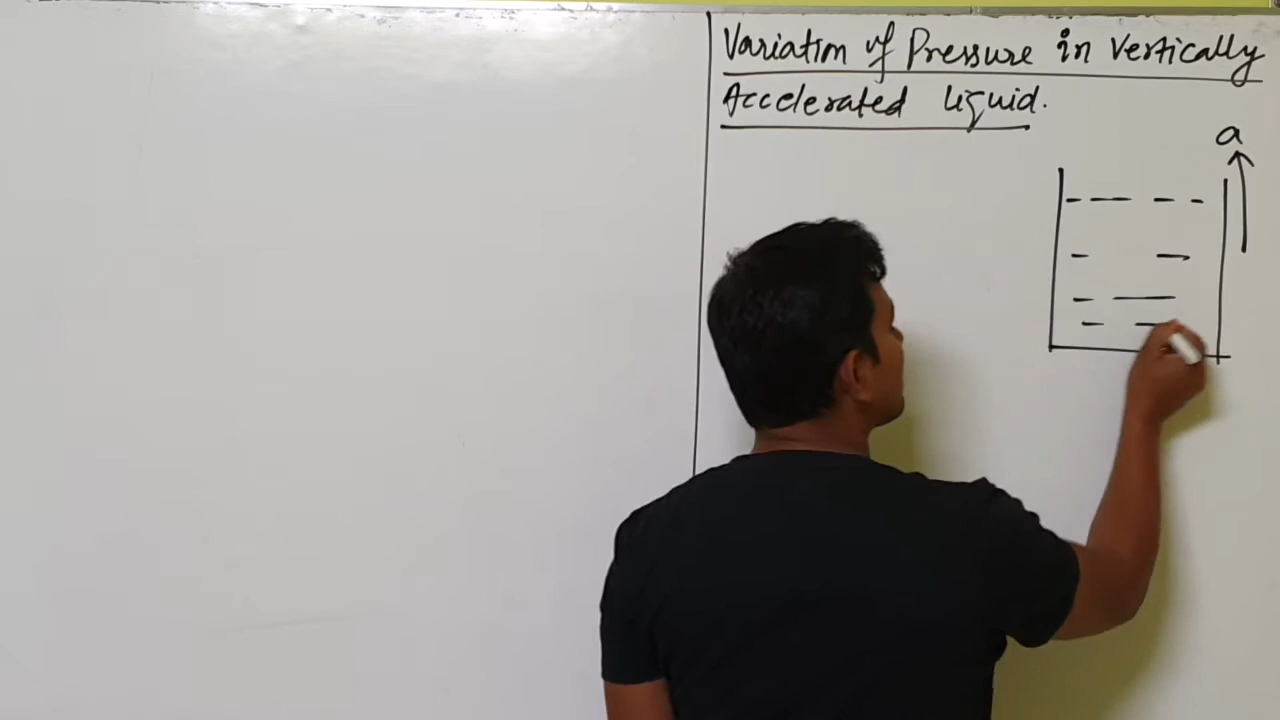 Variation of Pressure in Vertically
Accelerated liquid.
a